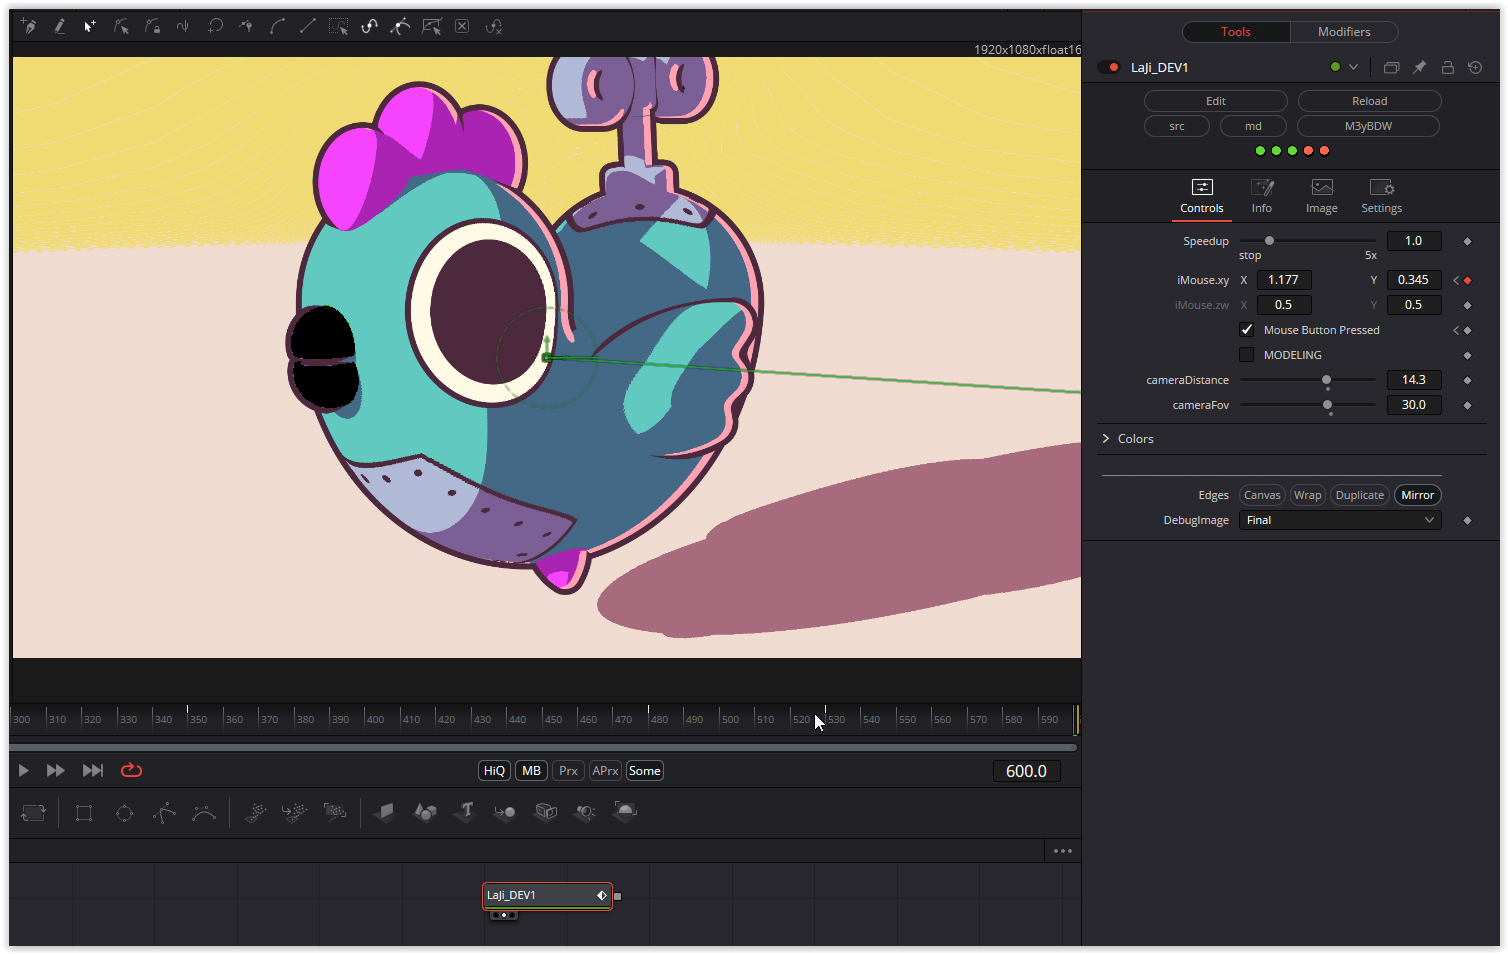 1920x1080xfloat16
Tools Modifiers
LaJi_DEV1
Edit Reload
src md M3yBDW
Controls Info Image Settings
Speedup 1.0
stop 5x
iMouse.xy X 1.177 Y 0.345
iMouse.zw X 0.5 Y 0.5
Mouse Button Pressed
MODELING
cameraDistance 14.3
cameraFov 30.0
Colors
Edges Canvas Wrap Duplicate Mirror
DebugImage Final
300 310 320 330 340 350 360 370 380 390 400 410 420 430 440 450 460 470 480 490 500 510 520 530 540 550 560 570 580 590
HiQ MB Prx APrx Some 600.0
LaJi_DEV1